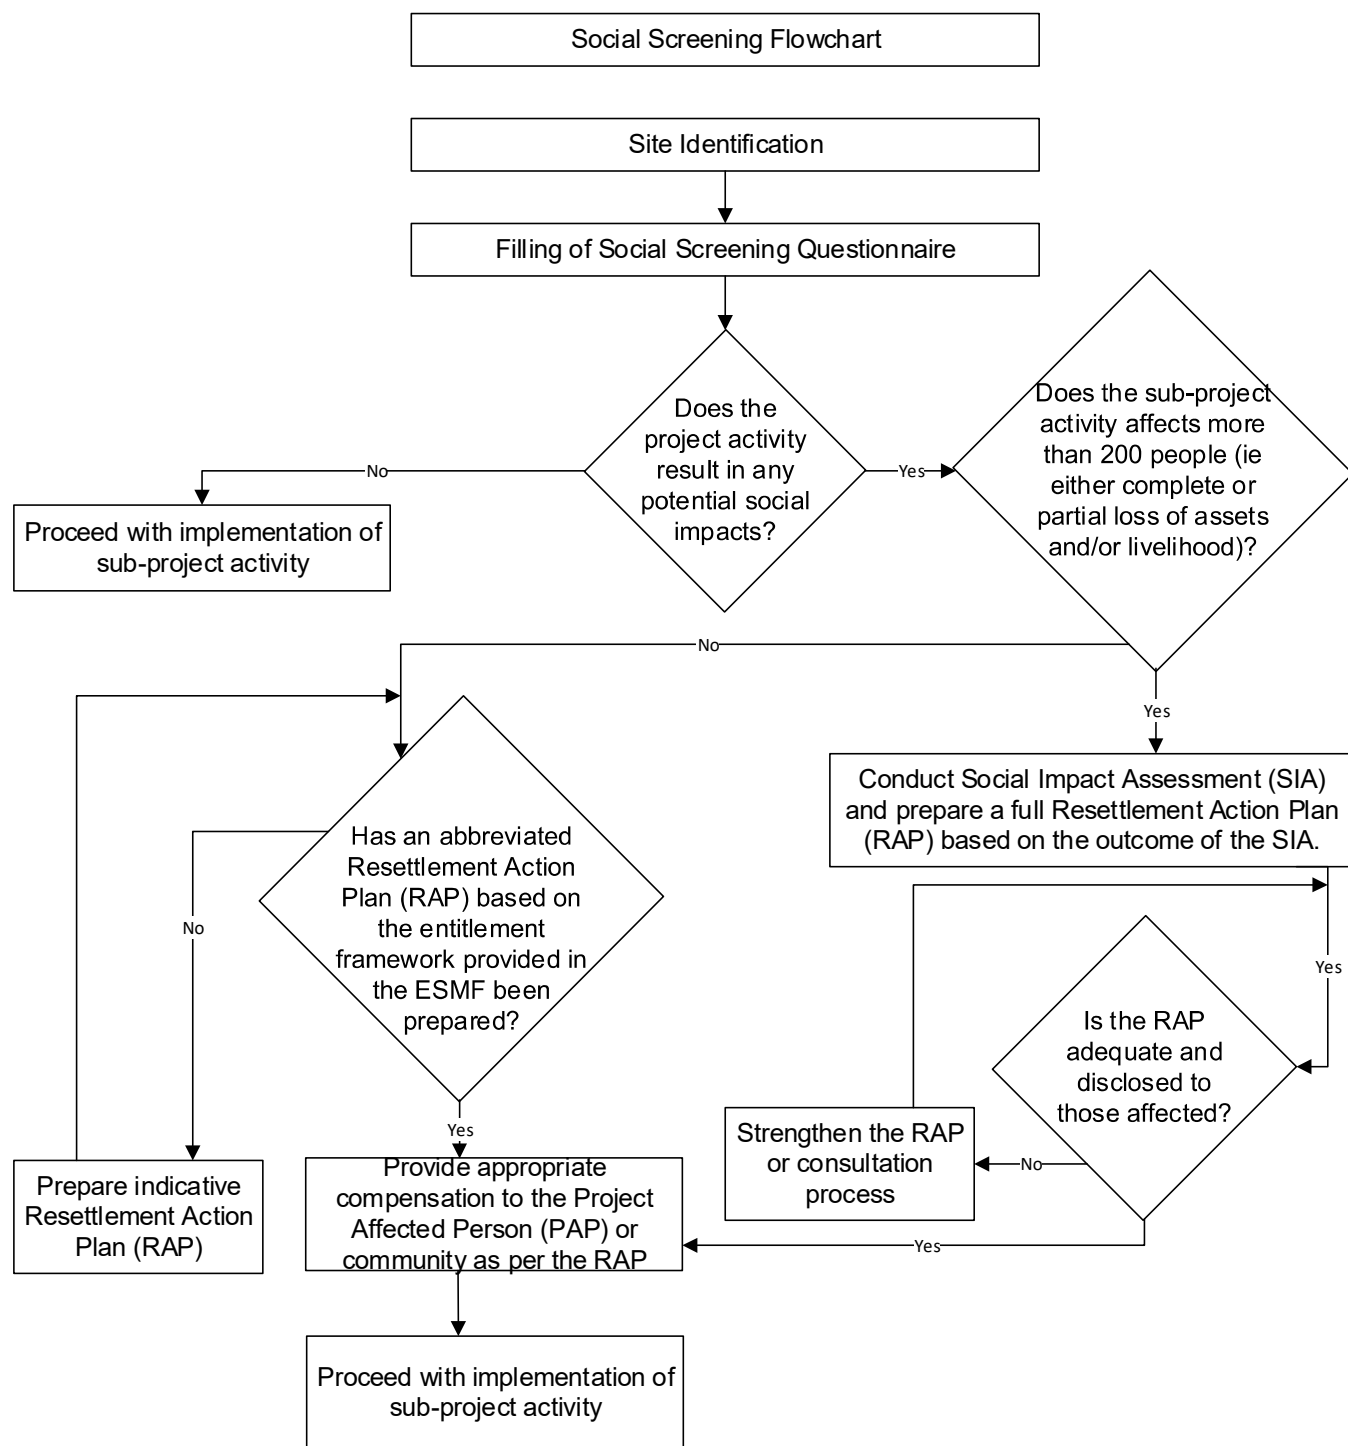 Social Screening Flowchart
Site Identification
Filling of Social Screening Questionnaire
Does the
project activity
result in any
potential social
impacts?
No
Yes
Does the sub-project
activity affects more
than 200 people (ie
either complete or
partial loss of assets
and/or livelihood)?
Proceed with implementation of
sub-project activity
No
Yes
Conduct Social Impact Assessment (SIA)
and prepare a full Resettlement Action Plan
(RAP) based on the outcome of the SIA.
Has an abbreviated
Resettlement Action
Plan (RAP) based on
the entitlement
framework provided in
the ESMF been
prepared?
No
Yes
Yes
Is the RAP
adequate and
disclosed to
those affected?
No
Strengthen the RAP
or consultation
process
Yes
Prepare indicative
Resettlement Action
Plan (RAP)
Provide appropriate
compensation to the Project
Affected Person (PAP) or
community as per the RAP
Proceed with implementation of
sub-project activity